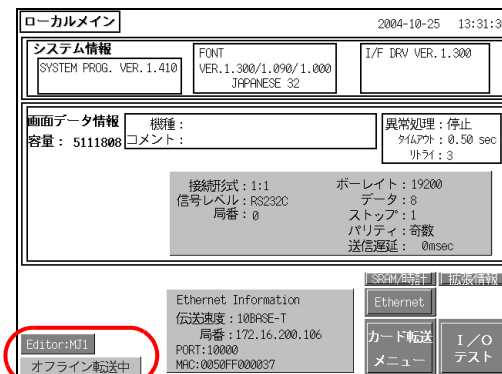 ローカルメイン
2004-10-25 13:31:3
システム情報
SYSTEM PROG. VER.1.410
FONT
VER.1.300/1.090/1.000
JAPANESE 32
I/F DRV VER.1.300
画面データ情報
容量: 5111808
機種:
コメント:
異常処理:停止
タイムアウト:0.50 sec
リトライ:3
接続形式:1:1
信号レベル:RS232C
局番:0
ボーレイト:19200
データ:8
ストップ:1
パリティ:奇数
送信遅延: 0msec
SRAM/時計
拡張情報
Ethernet Information
伝送速度:10BASE-T
局番:172.16.200.106
PORT:10000
MAC:0050FF000037
Ethernet
カード転送
メニュー
I/O
テスト
Editor:MJ1
オフライン転送中